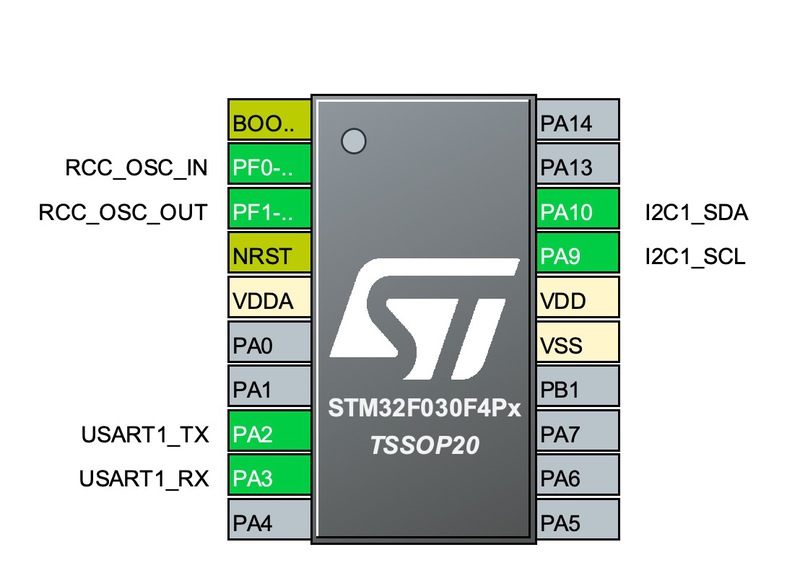 BOO.. PA14
RCC_OSC_IN PF0-.. PA13
RCC_OSC_OUT PF1-.. PA10 I2C1_SDA
NRST PA9 I2C1_SCL
VDDA VDD
PA0 VSS
PA1 PB1
STM32F030F4Px
USART1_TX PA2 PA7
TSSOP20
USART1_RX PA3 PA6
PA4 PA5
ST